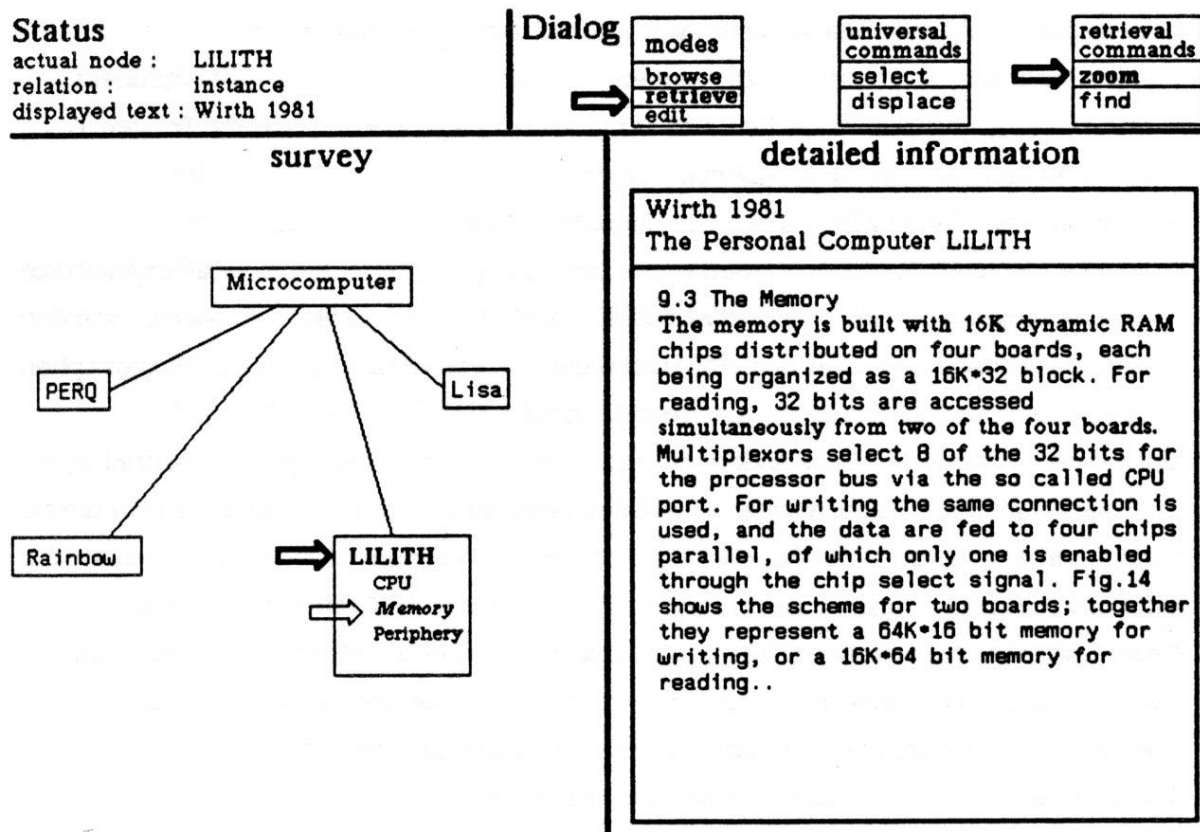 Status
actual node : LILITH
relation : instance
displayed text : Wirth 1981
Dialog
modes
browse
retrieve
edit
universal
commands
select
displace
retrieval
commands
zoom
find
survey
Microcomputer
PERQ
Lisa
Rainbow
LILITH
CPU
Memory
Periphery
detailed information
Wirth 1981
The Personal Computer LILITH
9.3 The Memory
The memory is built with 16K dynamic RAM
chips distributed on four boards, each
being organized as a 16K*32 block. For
reading, 32 bits are accessed
simultaneously from two of the four boards.
Multiplexors select 8 of the 32 bits for
the processor bus via the so called CPU
port. For writing the same connection is
used, and the data are fed to four chips
parallel, of which only one is enabled
through the chip select signal. Fig.14
shows the scheme for two boards; together
they represent a 64K*16 bit memory for
writing, or a 16K*64 bit memory for
reading..